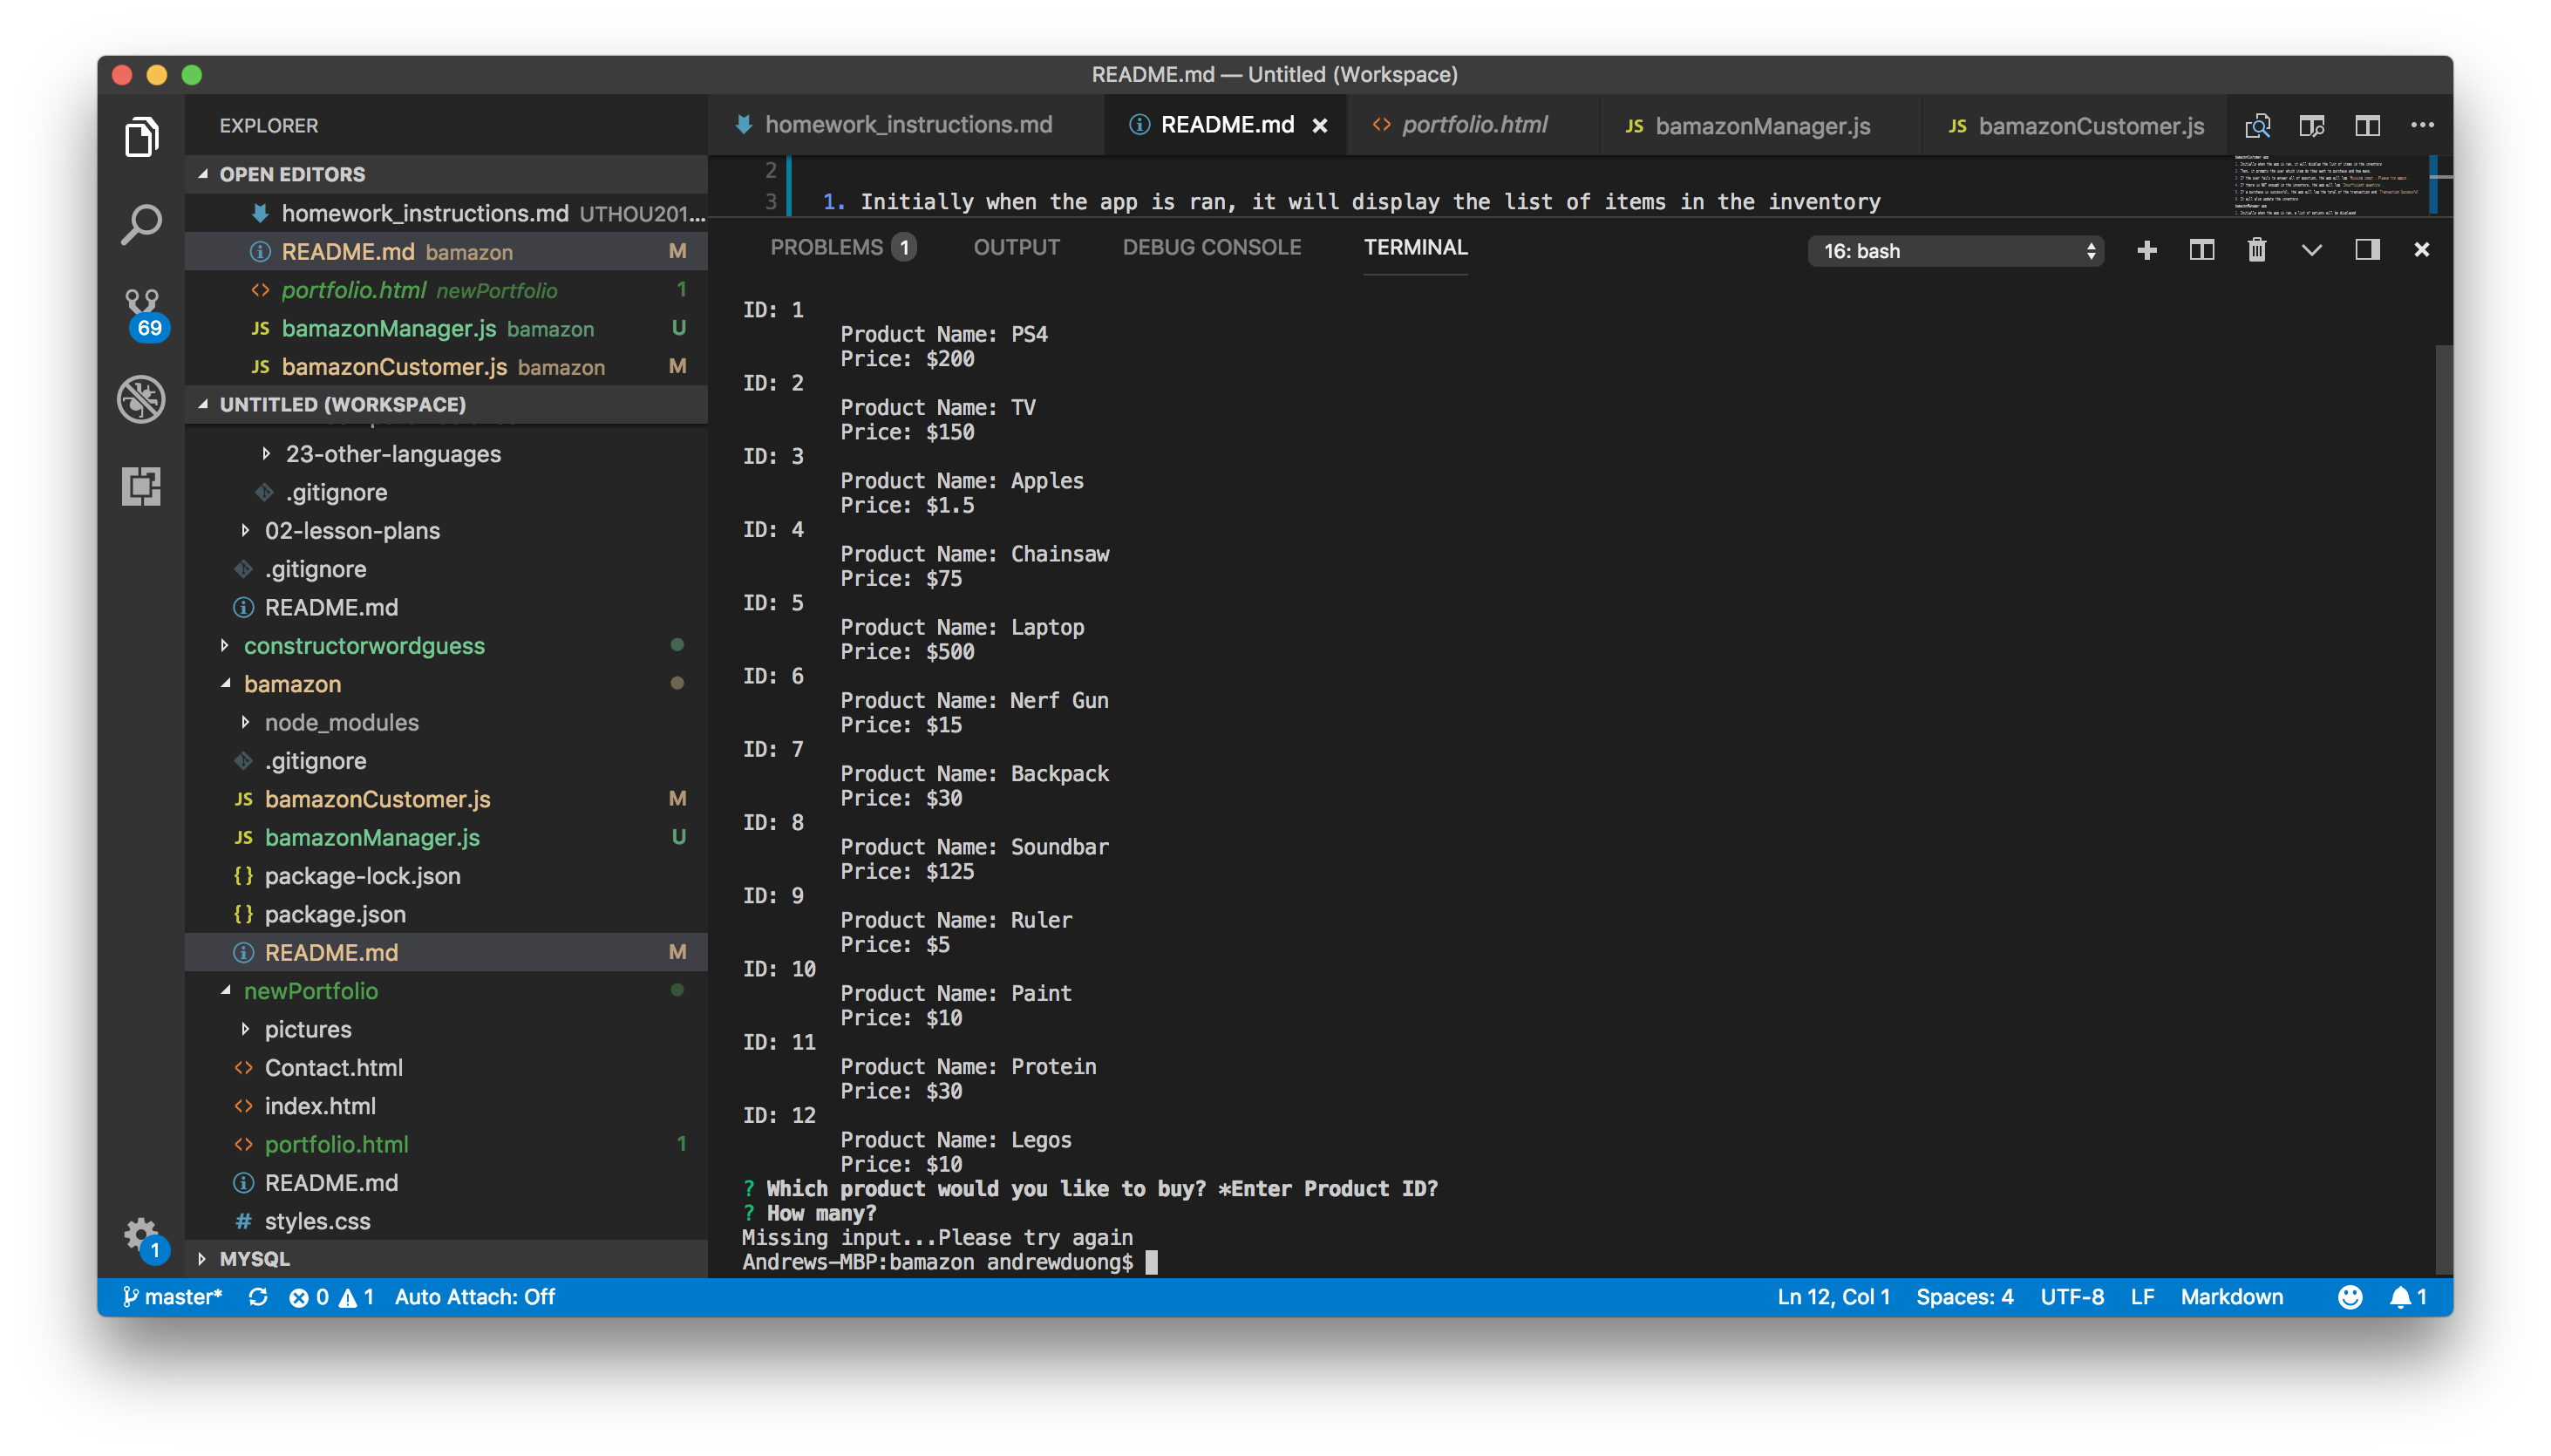 README.md — Untitled (Workspace)
EXPLORER
OPEN EDITORS
homework_instructions.md UTHOU201...
README.md bamazon M
portfolio.html newPortfolio 1
JS bamazonManager.js bamazon U
JS bamazonCustomer.js bamazon M
UNTITLED (WORKSPACE)
23-other-languages
.gitignore
02-lesson-plans
.gitignore
README.md
constructorwordguess
bamazon
node_modules
.gitignore
JS bamazonCustomer.js M
JS bamazonManager.js U
{} package-lock.json
{} package.json
README.md M
newPortfolio
pictures
<> Contact.html
<> index.html
<> portfolio.html 1
README.md
# styles.css
MYSQL
69
1
homework_instructions.md
README.md
<> portfolio.html
JS bamazonManager.js
JS bamazonCustomer.js
2
3 1. Initially when the app is ran, it will display the list of items in the inventory
PROBLEMS 1 OUTPUT DEBUG CONSOLE TERMINAL
16: bash
ID: 1
Product Name: PS4
Price: $200
ID: 2
Product Name: TV
Price: $150
ID: 3
Product Name: Apples
Price: $1.5
ID: 4
Product Name: Chainsaw
Price: $75
ID: 5
Product Name: Laptop
Price: $500
ID: 6
Product Name: Nerf Gun
Price: $15
ID: 7
Product Name: Backpack
Price: $30
ID: 8
Product Name: Soundbar
Price: $125
ID: 9
Product Name: Ruler
Price: $5
ID: 10
Product Name: Paint
Price: $10
ID: 11
Product Name: Protein
Price: $30
ID: 12
Product Name: Legos
Price: $10
? Which product would you like to buy? *Enter Product ID?
? How many?
Missing input...Please try again
Andrews-MBP:bamazon andrewduong$
master* 0 1 Auto Attach: Off
Ln 12, Col 1 Spaces: 4 UTF-8 LF Markdown 1